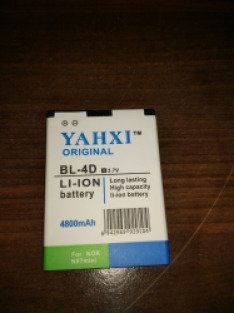 YAHXI™
ORIGINAL
BL-4D 3.7V
LI-ION
battery
Long lasting
High capacity
li-ion battery
4800mAh
For NOK